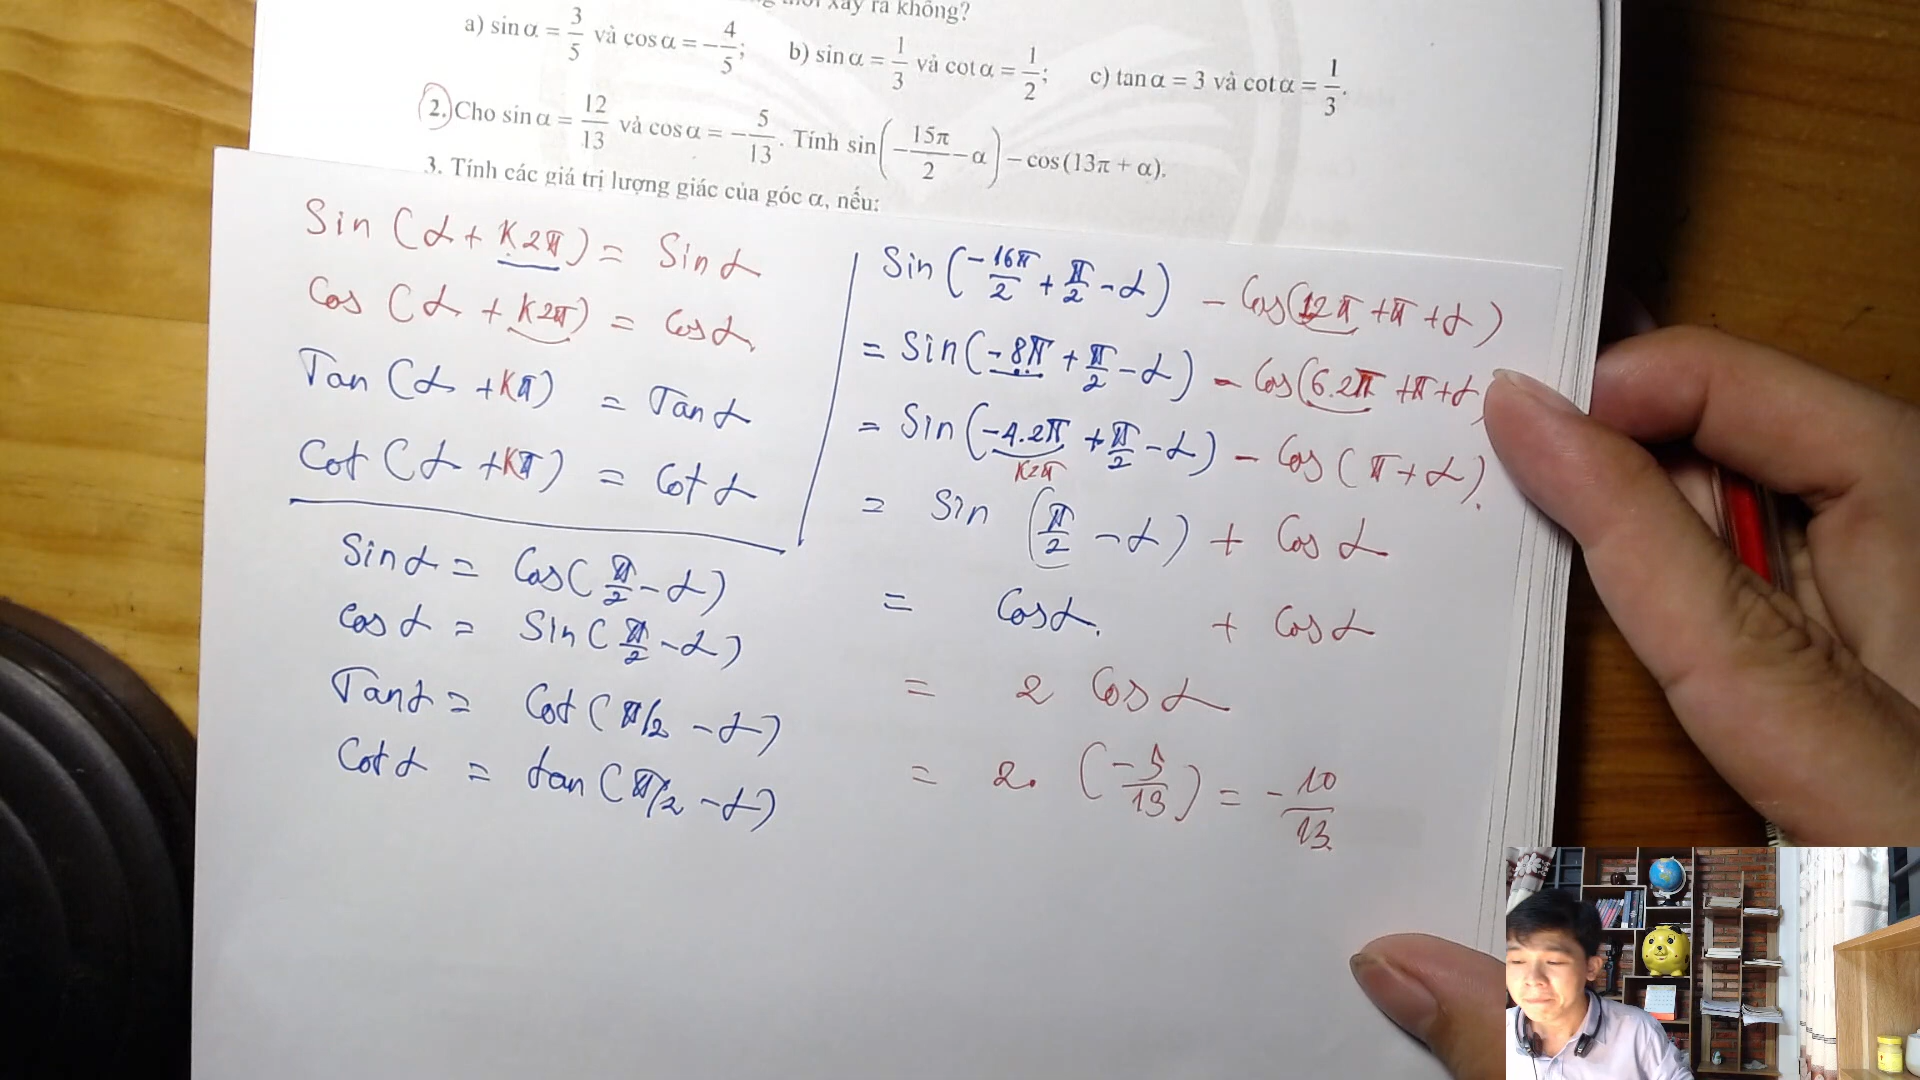 xảy ra không?
a) sin α = 3/5 và cos α = −4/5; b) sin α = 1/3 và cot α = 1/2; c) tan α = 3 và cot α = 1/3.
2. Cho sin α = 12/13 và cos α = −5/13. Tính sin(−15π/2 − α) − cos(13π + α).
3. Tính các giá trị lượng giác của góc α, nếu:
Sin (α + K2π) = Sin α
Cos (α + K2π) = Cos α
Tan (α + Kπ) = Tan α
Cot (α + Kπ) = Cot α
Sin α = Cos (π/2 − α)
Cos α = Sin (π/2 − α)
Tan α = Cot (π/2 − α)
Cot α = tan (π/2 − α)
Sin (−16π/2 + π/2 − α) − Cos (12π + π + α)
= Sin (−8π + π/2 − α) − Cos (6.2π + π + α
= Sin (−4.2π + π/2 − α) − Cos (π + α).
K2π
= Sin (π/2 − α) + Cos α
= Cos α. + Cos α
= 2 Cos α
= 2. (−5/13) = −10/13.